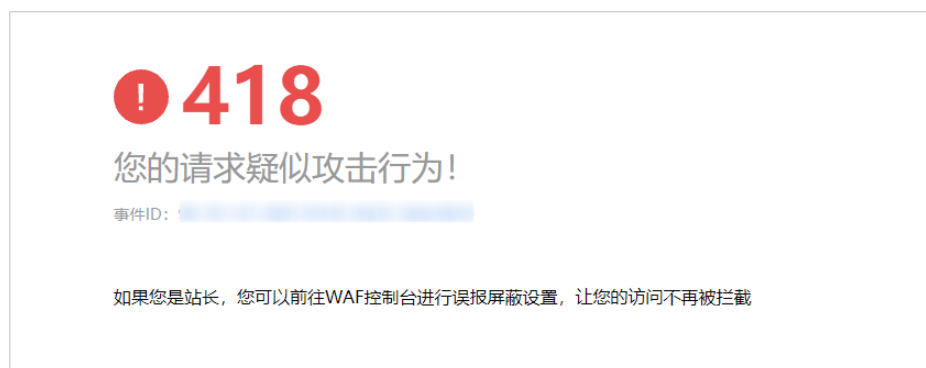 ! 418
您的请求疑似攻击行为！
事件ID：
如果您是站长，您可以前往WAF控制台进行误报屏蔽设置，让您的访问不再被拦截